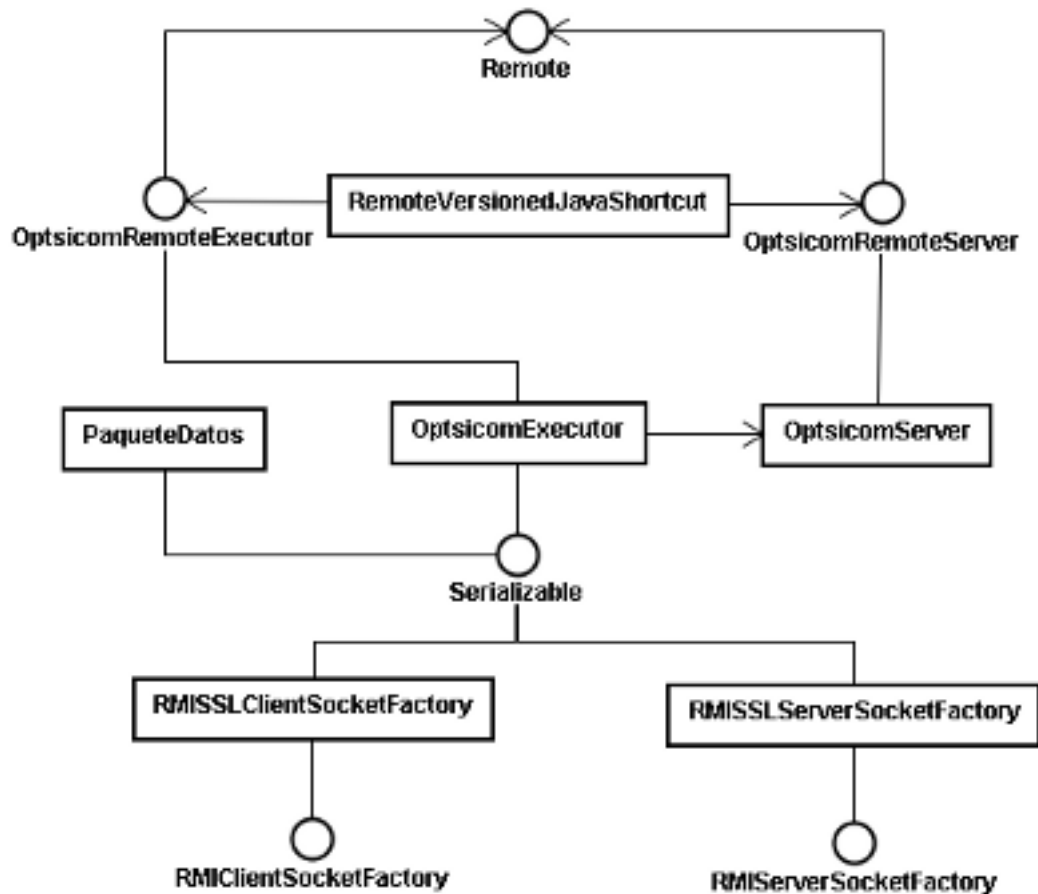 Remote
RemoteVersionedJavaShortcut
OptsicomRemoteExecutor
OptsicomRemoteServer
PaqueteDatos
OptsicomExecutor
OptsicomServer
Serializable
RMISSLClientSocketFactory
RMISSLServerSocketFactory
RMIClientSocketFactory
RMIServerSocketFactory